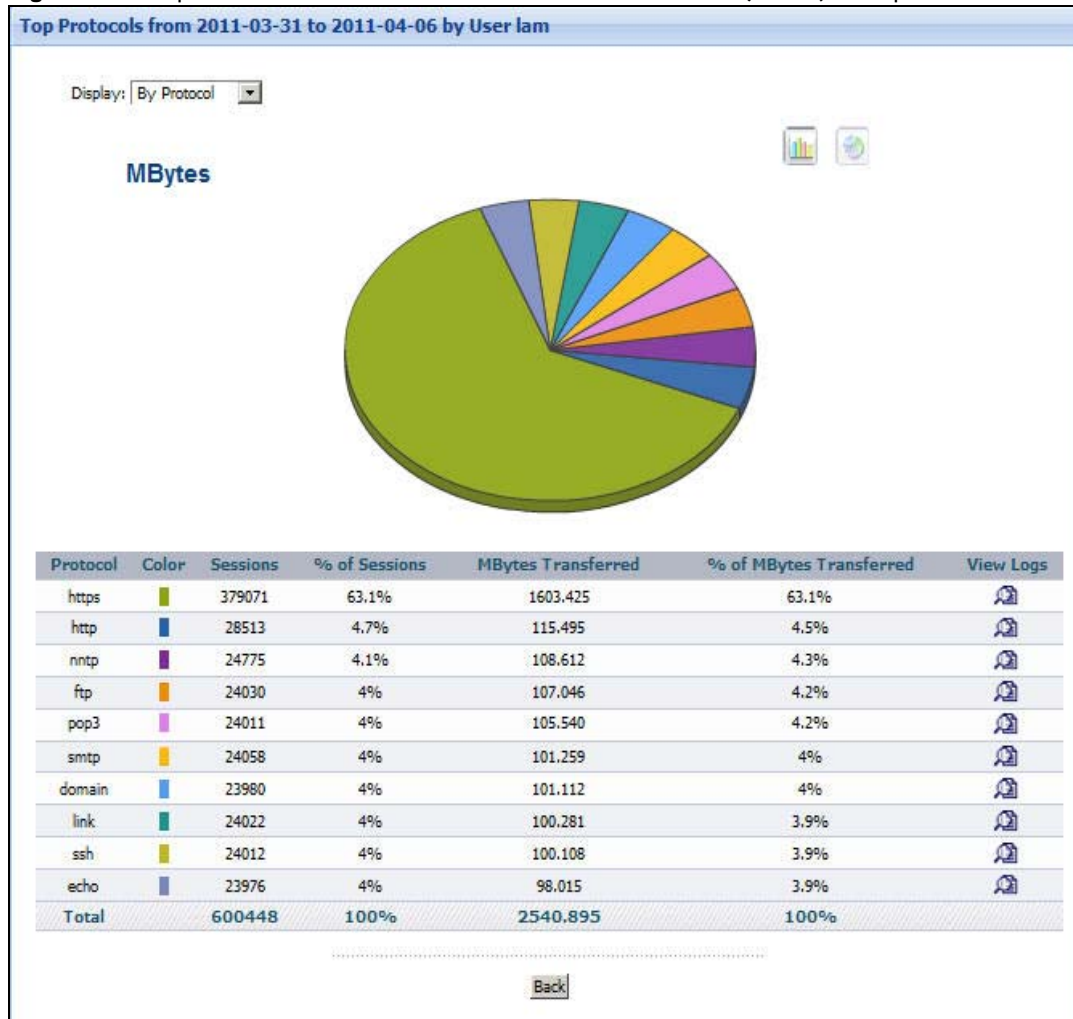 Top Protocols from 2011-03-31 to 2011-04-06 by User lam
Display: By Protocol
MBytes
Protocol Color Sessions % of Sessions MBytes Transferred % of MBytes Transferred View Logs
https 379071 63.1% 1603.425 63.1%
http 28513 4.7% 115.495 4.5%
nntp 24775 4.1% 108.612 4.3%
ftp 24030 4% 107.046 4.2%
pop3 24011 4% 105.540 4.2%
smtp 24058 4% 101.259 4%
domain 23980 4% 101.112 4%
link 24022 4% 100.281 3.9%
ssh 24012 4% 100.108 3.9%
echo 23976 4% 98.015 3.9%
Total 600448 100% 2540.895 100%
Back